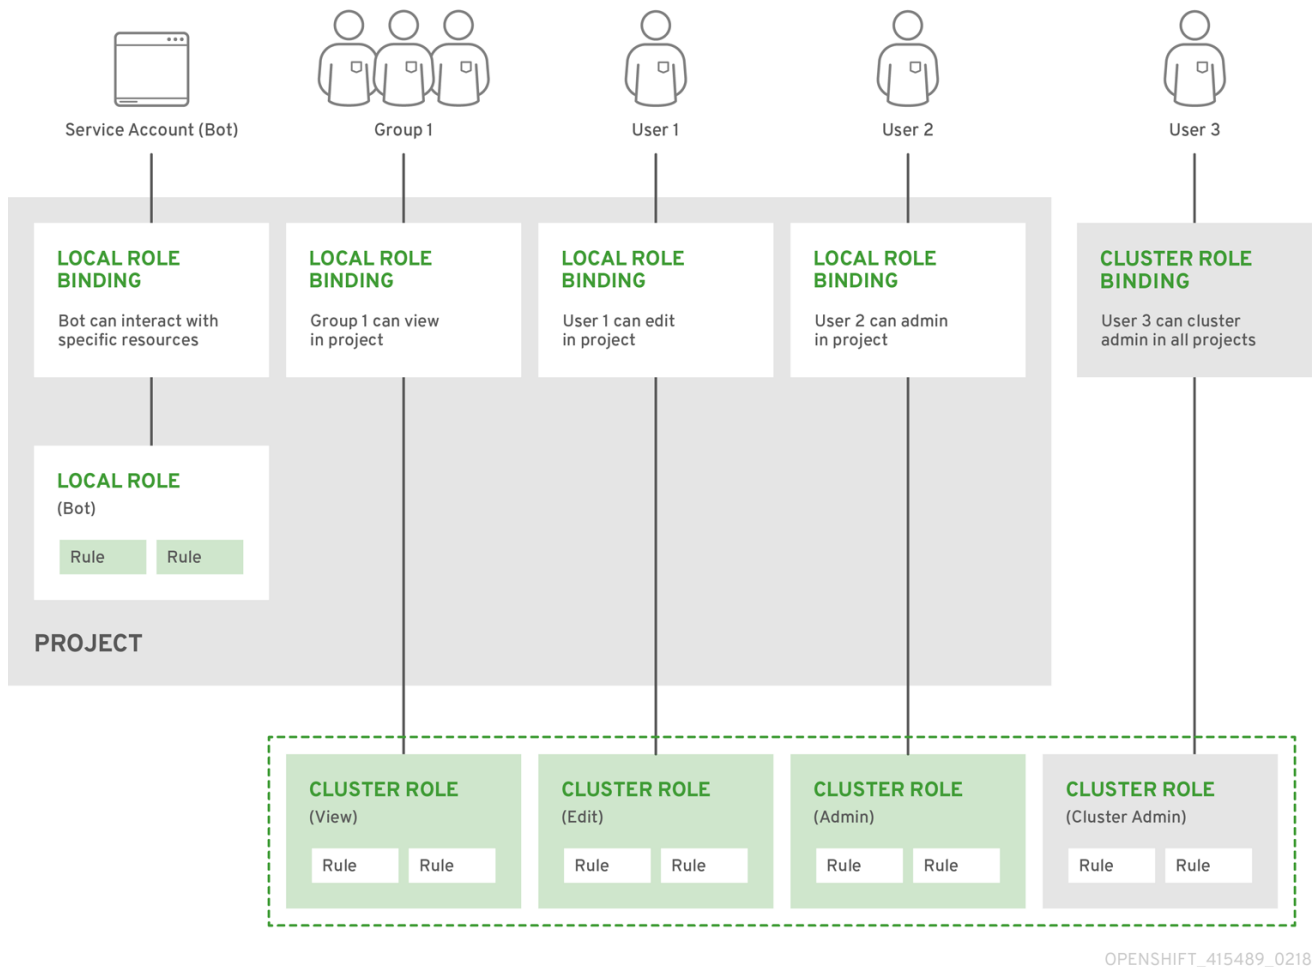 Service Account (Bot)
Group 1
User 1
User 2
User 3
LOCAL ROLE
BINDING
Bot can interact with
specific resources
LOCAL ROLE
BINDING
Group 1 can view
in project
LOCAL ROLE
BINDING
User 1 can edit
in project
LOCAL ROLE
BINDING
User 2 can admin
in project
CLUSTER ROLE
BINDING
User 3 can cluster
admin in all projects
LOCAL ROLE
(Bot)
Rule
Rule
PROJECT
CLUSTER ROLE
(View)
Rule
Rule
CLUSTER ROLE
(Edit)
Rule
Rule
CLUSTER ROLE
(Admin)
Rule
Rule
CLUSTER ROLE
(Cluster Admin)
Rule
Rule
OPENSHIFT_415489_0218